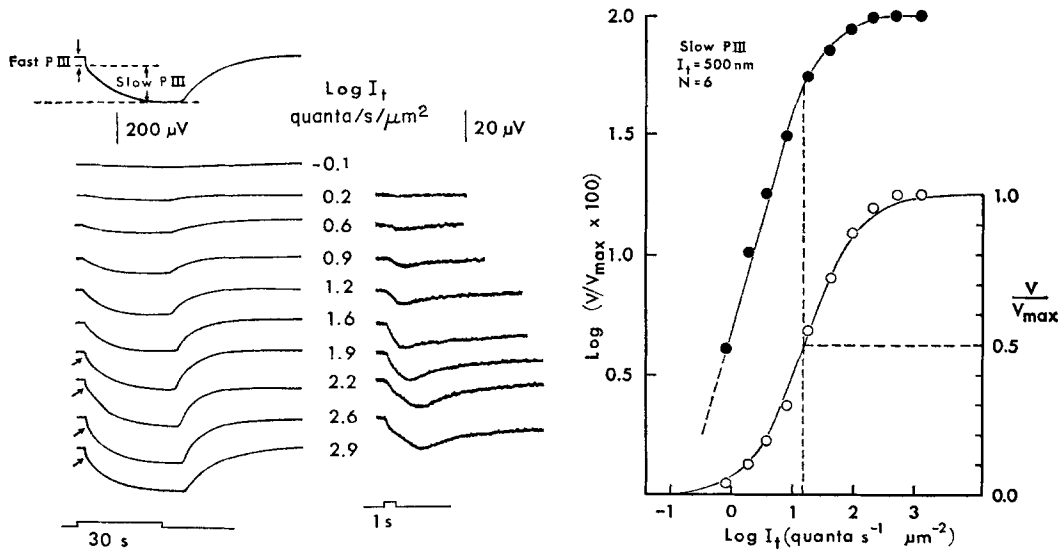 Fast PIII
Slow PIII
200 μV
Log Iₜ
quanta/s/μm²
20 μV
-0.1
0.2
0.6
0.9
1.2
1.6
1.9
2.2
2.6
2.9
30 s
1 s
Slow PIII
Iₜ = 500 nm
N = 6
Log (V/Vmax x 100)
2.0
1.5
1.0
0.5
-1
0
1
2
3
Log Iₜ (quanta s⁻¹ μm⁻²)
1.0
0.5
0.0
V
Vmax